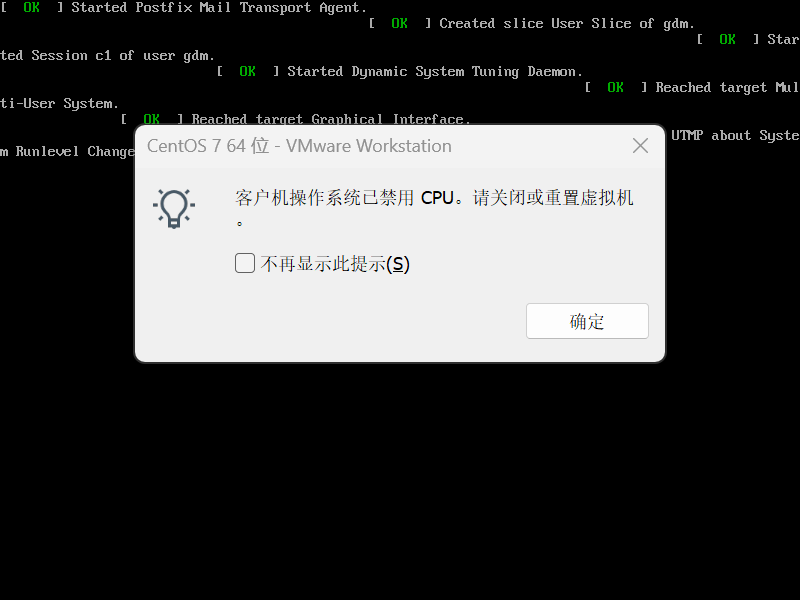 [  OK  ] Started Postfix Mail Transport Agent.
[  OK  ] Created slice User Slice of gdm.
[  OK  ] Star
ted Session c1 of user gdm.
[  OK  ] Started Dynamic System Tuning Daemon.
[  OK  ] Reached target Mul
ti-User System.
[  OK  ] Reached target Graphical Interface.
UTMP about Syste
m Runlevel Change
CentOS 7 64 位 - VMware Workstation
客户机操作系统已禁用 CPU。请关闭或重置虚拟机
。
不再显示此提示(S)
确定